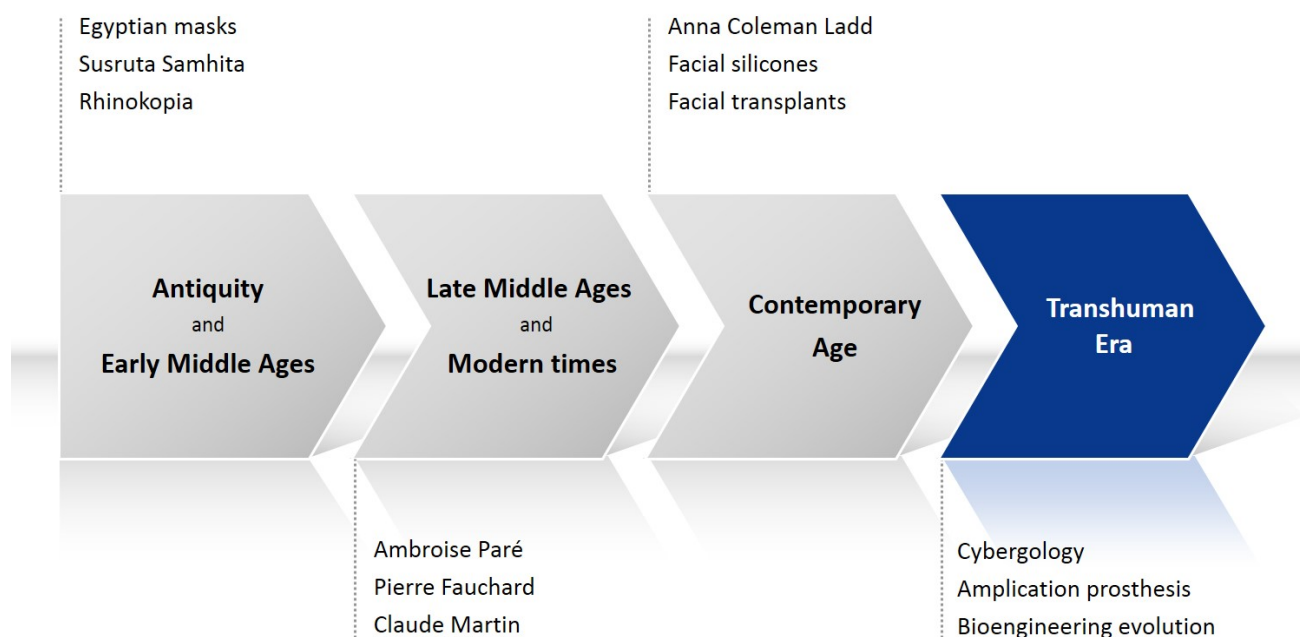 Egyptian masks
Susruta Samhita
Rhinokopia
Anna Coleman Ladd
Facial silicones
Facial transplants
Antiquity
and
Early Middle Ages
Late Middle Ages
and
Modern times
Contemporary
Age
Transhuman
Era
Ambroise Paré
Pierre Fauchard
Claude Martin
Cybergology
Amplication prosthesis
Bioengineering evolution